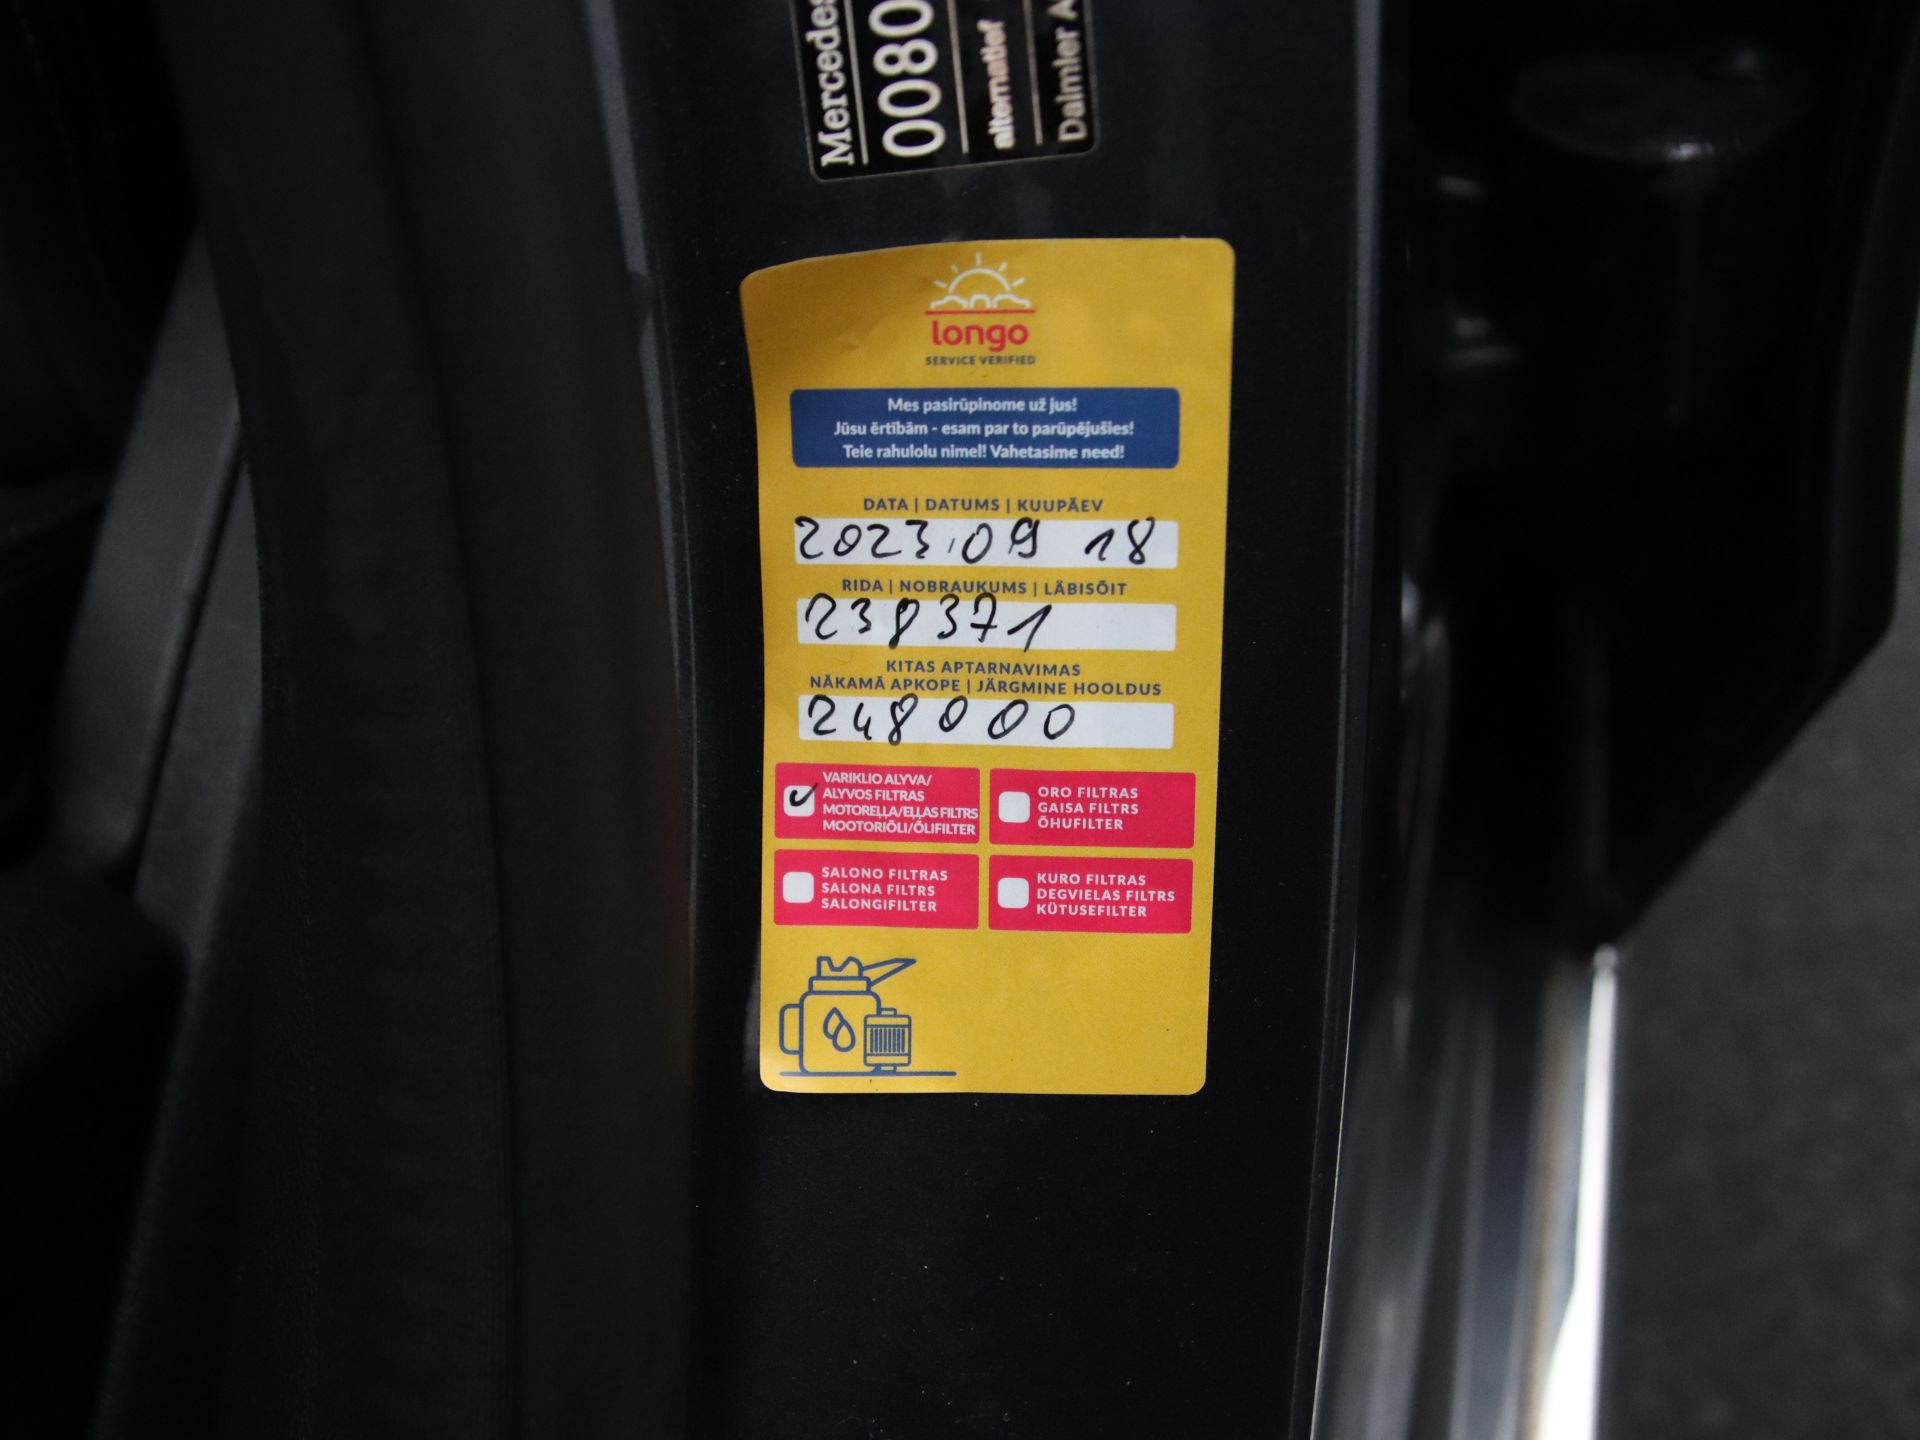 Mercedes
0080
alternatief
Daimler A
longo
SERVICE VERIFIED
Mes pasirūpinome už jus!
Jūsu ērtībām - esam par to parūpējušies!
Teie rahulolu nimel! Vahetasime need!
DATA | DATUMS | KUUPÄEV
2023.09 18
RIDA | NOBRAUKUMS | LÄBISÕIT
238371
KITAS APTARNAVIMAS
NĀKAMĀ APKOPE | JÄRGMINE HOOLDUS
248000
VARIKLIO ALYVA/
ALYVOS FILTRAS
MOTOREĻĻA/EĻĻAS FILTRS
MOOTORIÕLI/ÕLIFILTER
ORO FILTRAS
GAISA FILTRS
ÕHUFILTER
SALONO FILTRAS
SALONA FILTRS
SALONGIFILTER
KURO FILTRAS
DEGVIELAS FILTRS
KÜTUSEFILTER